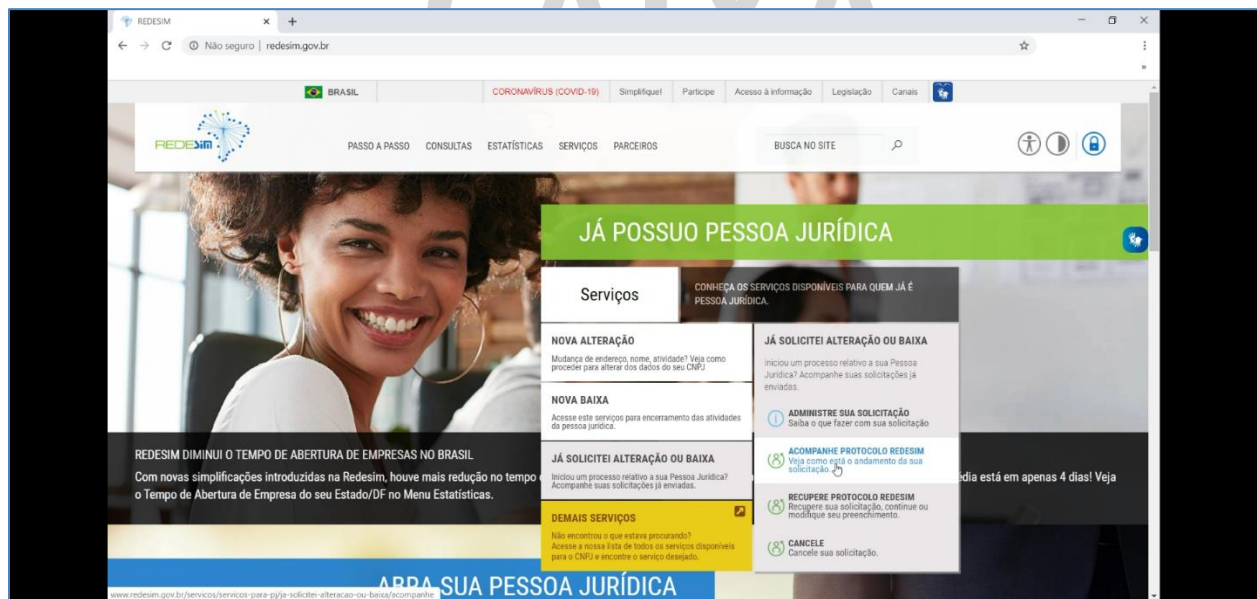 CAIXA
REDESIM
Não seguro | redesim.gov.br
BRASIL
CORONAVÍRUS (COVID-19) Simplifique! Participe Acesso à informação Legislação Canais
REDESIM
PASSO A PASSO CONSULTAS ESTATÍSTICAS SERVIÇOS PARCEIROS
BUSCA NO SITE
JÁ POSSUO PESSOA JURÍDICA
Serviços
CONHEÇA OS SERVIÇOS DISPONÍVEIS PARA QUEM JÁ É
PESSOA JURÍDICA.
NOVA ALTERAÇÃO
Mudança de endereço, nome, atividade? Veja como
proceder para alterar dos dados do seu CNPJ
NOVA BAIXA
Acesse este serviços para encerramento das atividades
da pessoa jurídica.
JÁ SOLICITEI ALTERAÇÃO OU BAIXA
Iniciou um processo relativo a sua Pessoa Jurídica?
Acompanhe suas solicitações já enviadas.
DEMAIS SERVIÇOS
Não encontrou o que estava procurando?
Acesse a nossa lista de todos os serviços disponíveis
para o CNPJ e encontre o serviço desejado.
JÁ SOLICITEI ALTERAÇÃO OU BAIXA
Iniciou um processo relativo a sua Pessoa
Jurídica? Acompanhe suas solicitações já
enviadas.
ADMINISTRE SUA SOLICITAÇÃO
Saiba o que fazer com sua solicitação
ACOMPANHE PROTOCOLO REDESIM
Veja como está o andamento da sua
solicitação.
RECUPERE PROTOCOLO REDESIM
Recupere sua solicitação, continue ou
modifique seu preenchimento.
CANCELE
Cancele sua solicitação.
REDESIM DIMINUI O TEMPO DE ABERTURA DE EMPRESAS NO BRASIL
Com novas simplificações introduzidas na Redesim, houve mais redução no tempo édia está em apenas 4 dias! Veja
o Tempo de Abertura de Empresa do seu Estado/DF no Menu Estatísticas.
ABRA SUA PESSOA JURÍDICA
www.redesim.gov.br/servicos/servicos-para-pj/ja-solicitei-alteracao-ou-baixa/acompanhe